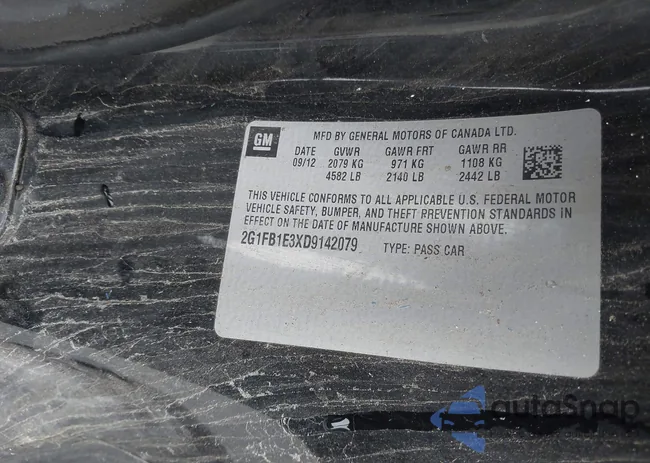 GM
MFD BY GENERAL MOTORS OF CANADA LTD.
DATE GVWR GAWR FRT GAWR RR
09/12 2079 KG 971 KG 1108 KG
4582 LB 2140 LB 2442 LB
THIS VEHICLE CONFORMS TO ALL APPLICABLE U.S. FEDERAL MOTOR
VEHICLE SAFETY, BUMPER, AND THEFT PREVENTION STANDARDS IN
EFFECT ON THE DATE OF MANUFACTURE SHOWN ABOVE.
2G1FB1E3XD9142079 TYPE: PASS CAR
autoSnap